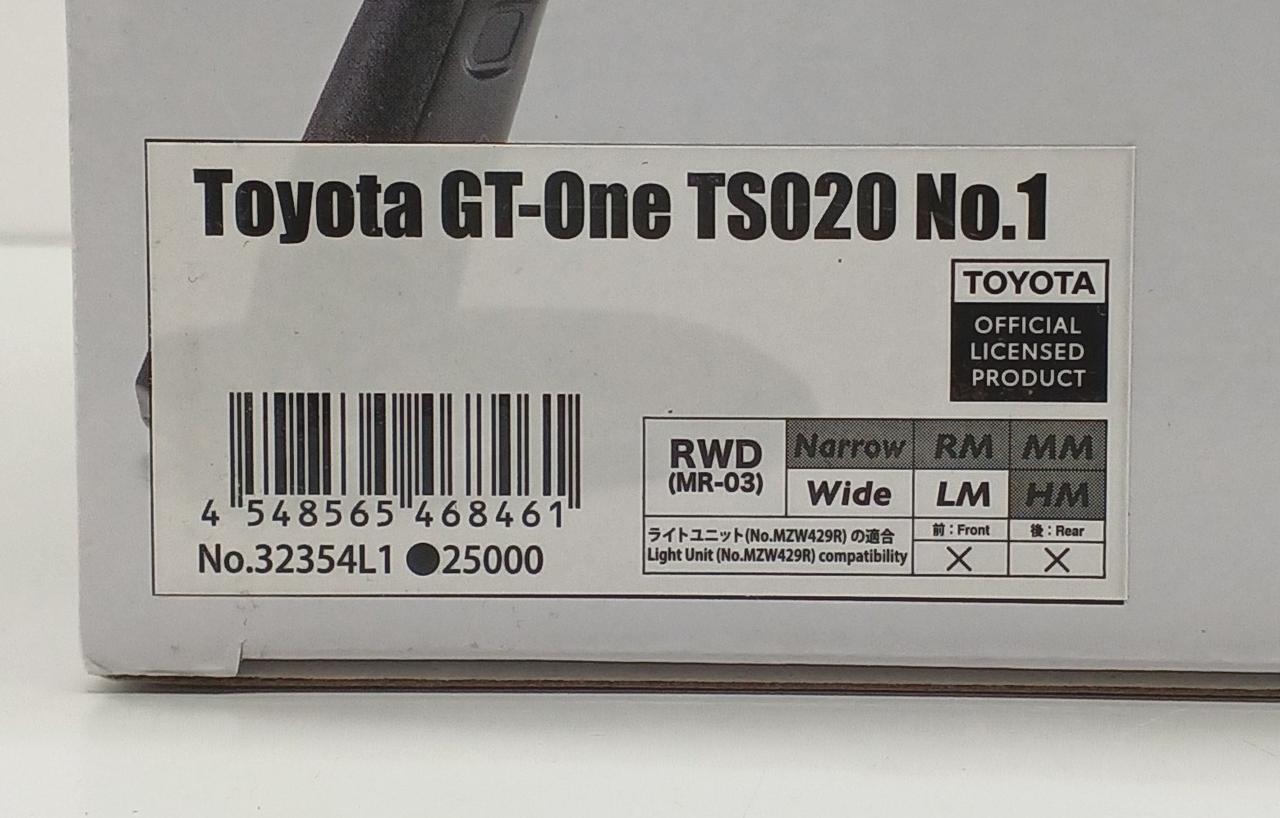 Toyota GT-One TS020 No.1
TOYOTA
OFFICIAL
LICENSED
PRODUCT
4 548565 468461
No.32354L1 ●25000
RWD
(MR-03)
Narrow RM MM
Wide LM HM
ライトユニット(No.MZW429R) の適合
Light Unit (No.MZW429R) compatibility
前：Front 後：Rear
× ×